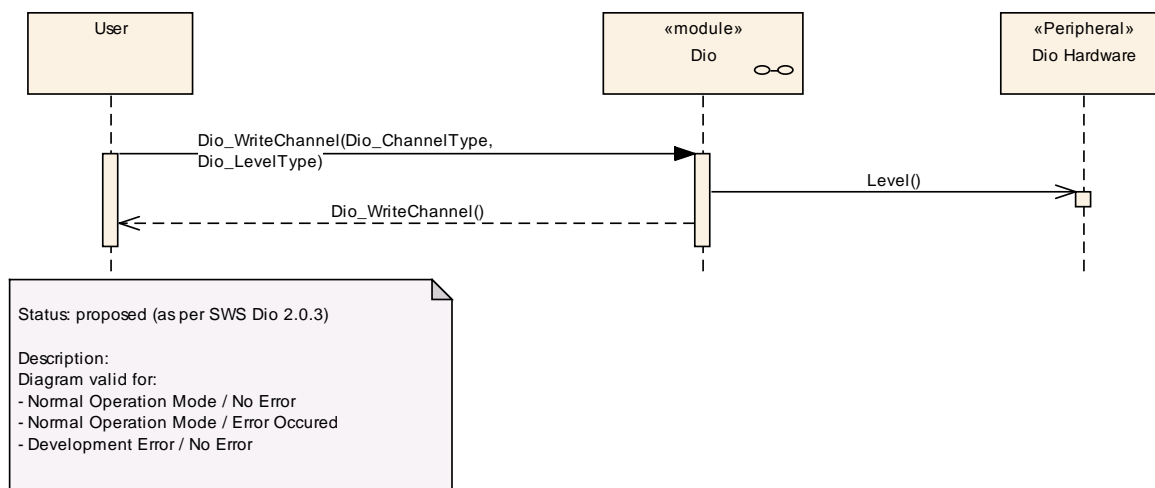 User
«module»
Dio
«Peripheral»
Dio Hardware
Dio_WriteChannel(Dio_ChannelType,
Dio_LevelType)
Level()
Dio_WriteChannel()
Status: proposed (as per SWS Dio 2.0.3)
Description:
Diagram valid for:
- Normal Operation Mode / No Error
- Normal Operation Mode / Error Occured
- Development Error / No Error